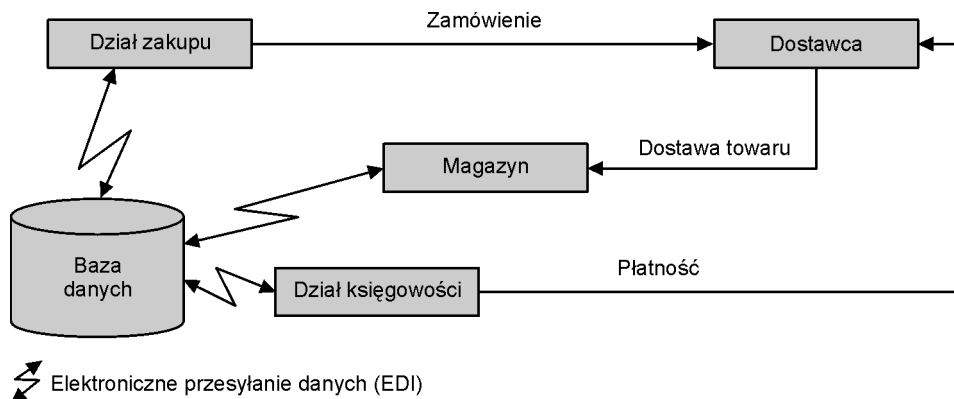 Zamówienie
Dział zakupu
Dostawca
Magazyn
Dostawa towaru
Baza
danych
Dział księgowości
Płatność
Elektroniczne przesyłanie danych (EDI)